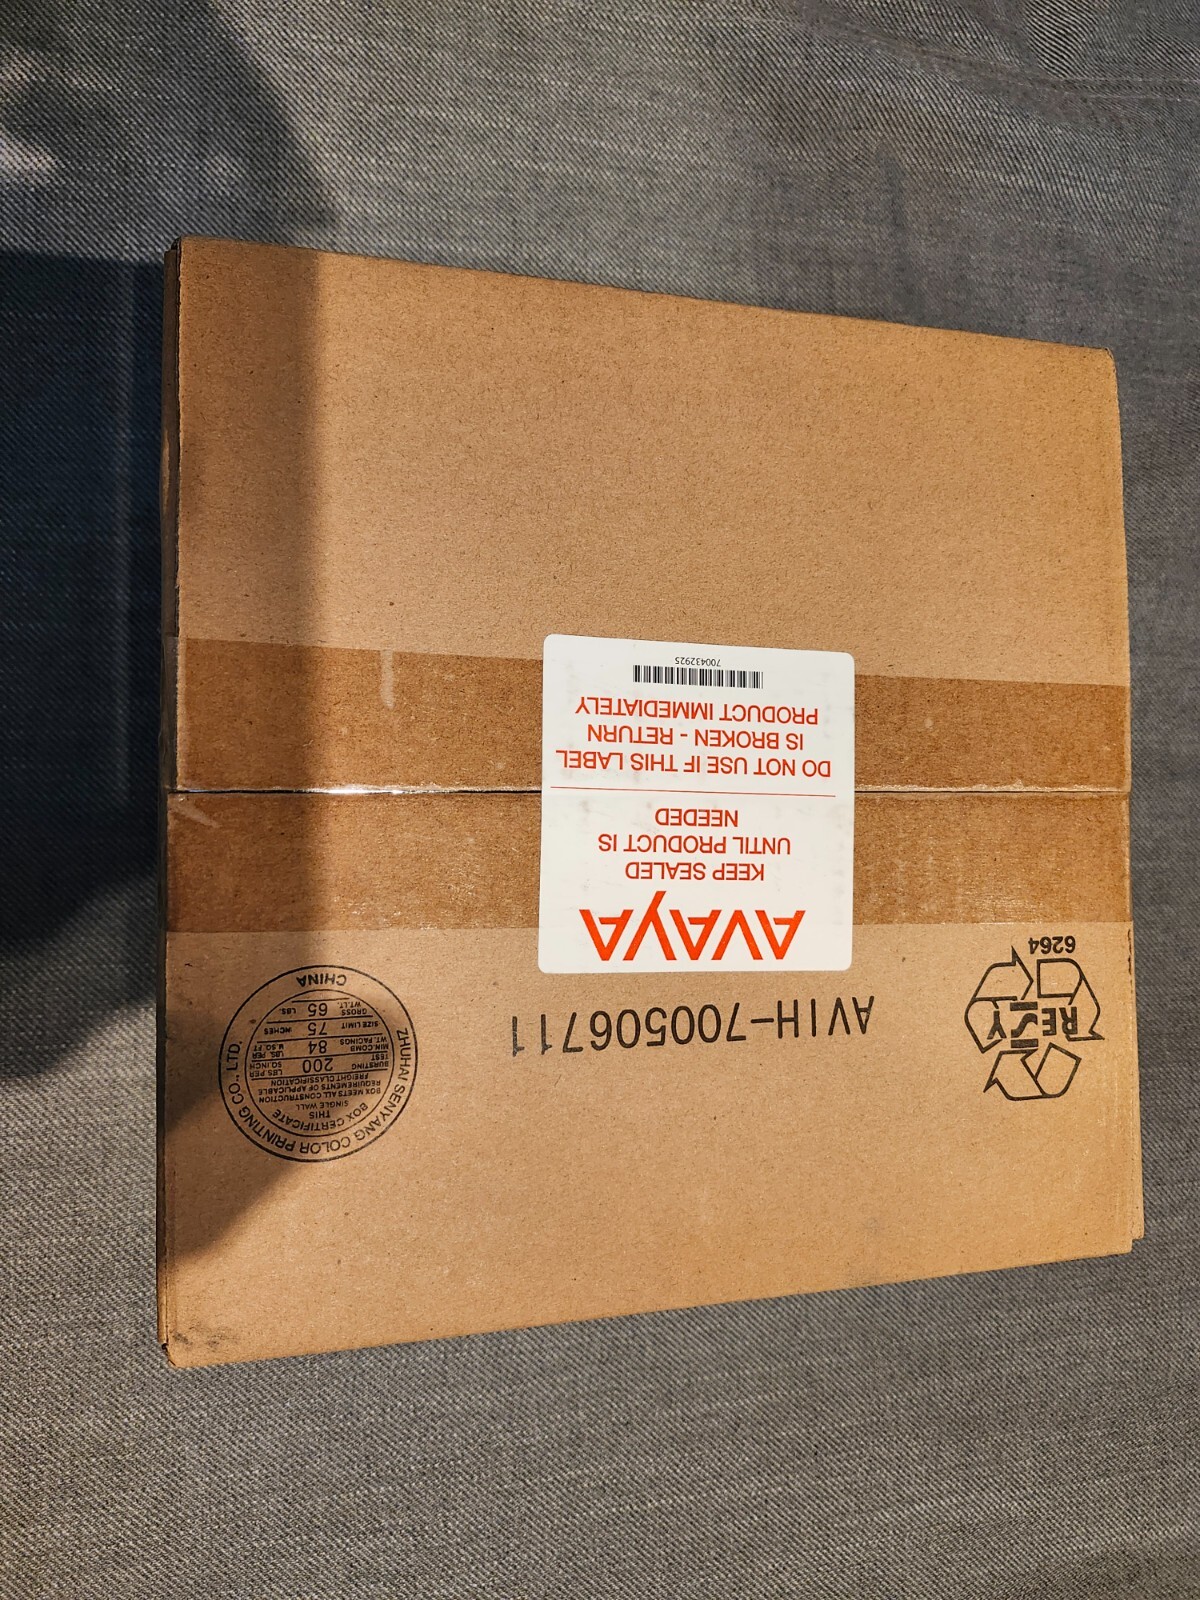 RESY
6264
AVIH-700506711
ZHUHAI SENYANG COLOR PRINTING CO., LTD.
CHINA
BOX CERTIFICATE
THIS
SINGLE WALL
BOX MEETS ALL CONSTRUCTION
REQUIREMENTS OF APPLICABLE
FREIGHT CLASSIFICATION
BURSTING TEST 200 LBS PER SQ.INCH
MIN.COMB WT. FACINGS 84 LBS. PER M.SQ.FT
SIZE LIMIT 75 INCHES
GROSS WT.LT. 65 LBS.
AVAYA
KEEP SEALED
UNTIL PRODUCT IS
NEEDED
DO NOT USE IF THIS LABEL
IS BROKEN - RETURN
PRODUCT IMMEDIATELY
700432925